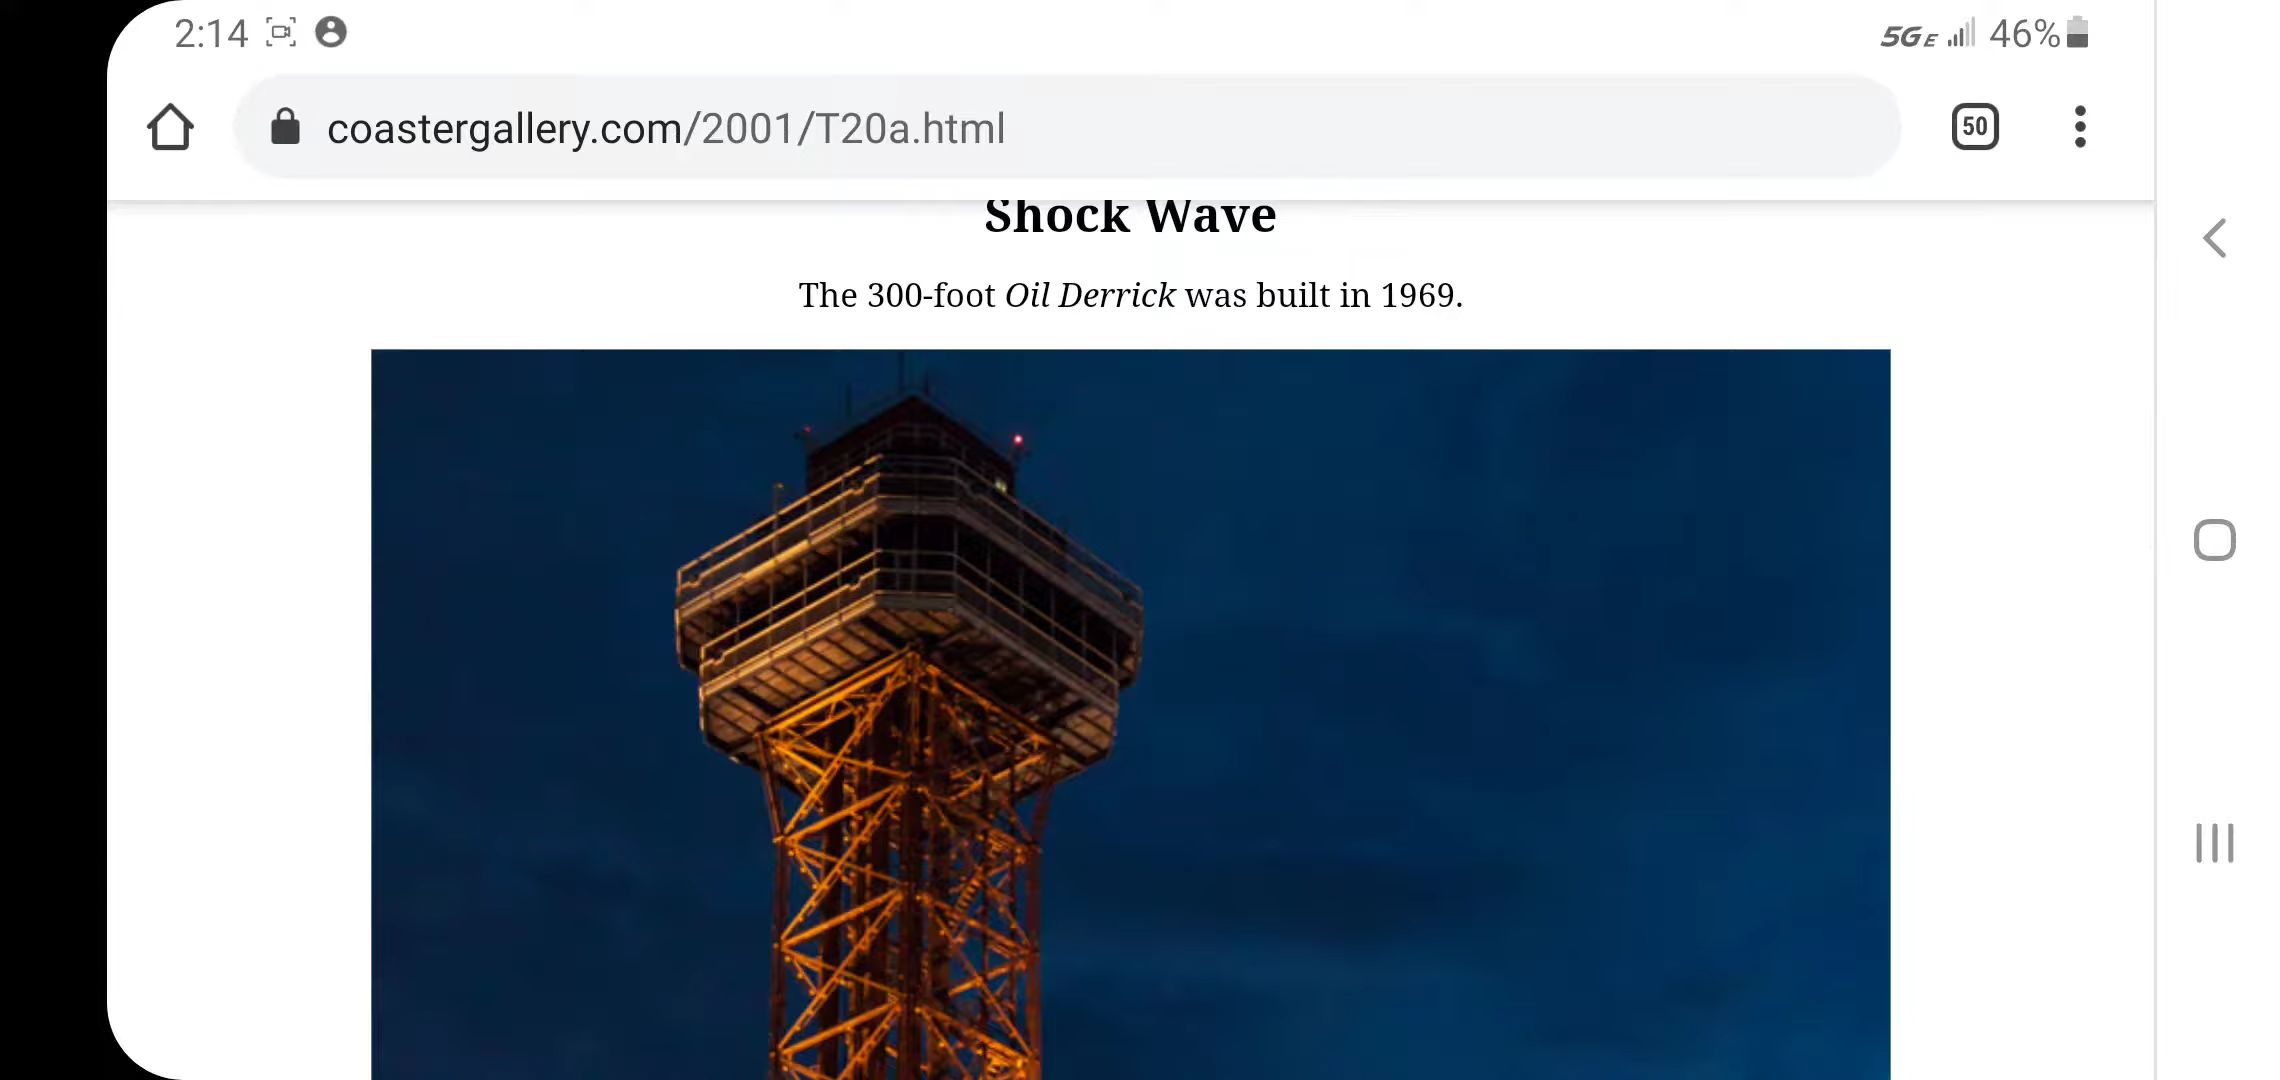 2:14
5G E 46%
coastergallery.com/2001/T20a.html
50
Shock Wave
The 300-foot Oil Derrick was built in 1969.